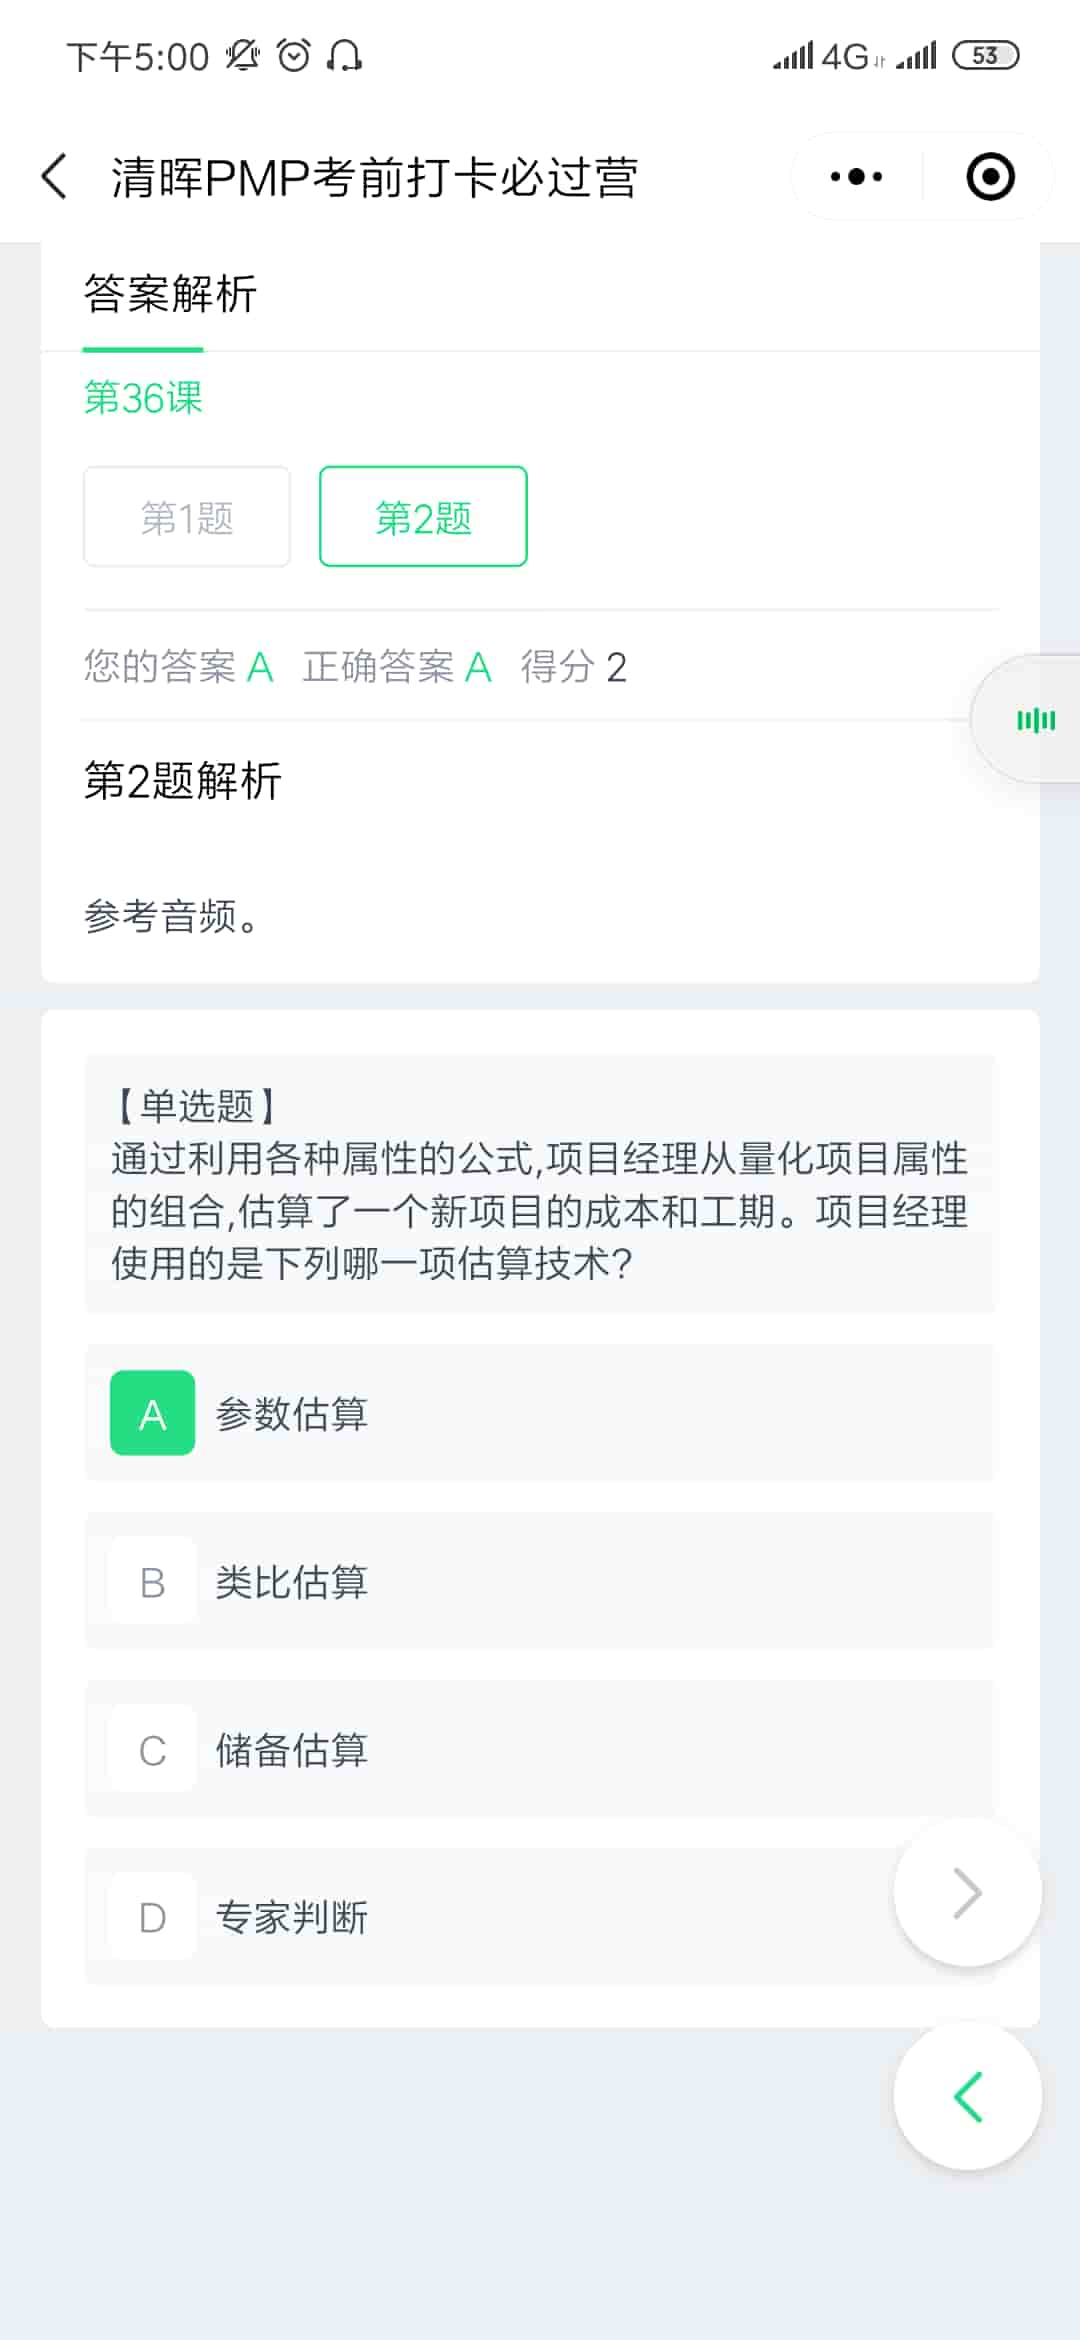 下午5:00 4G 53
清晖PMP考前打卡必过营
答案解析
第36课
第1题 第2题
您的答案 A 正确答案 A 得分 2
第2题解析
参考音频。
【单选题】
通过利用各种属性的公式,项目经理从量化项目属性
的组合,估算了一个新项目的成本和工期。项目经理
使用的是下列哪一项估算技术?
A 参数估算
B 类比估算
C 储备估算
D 专家判断